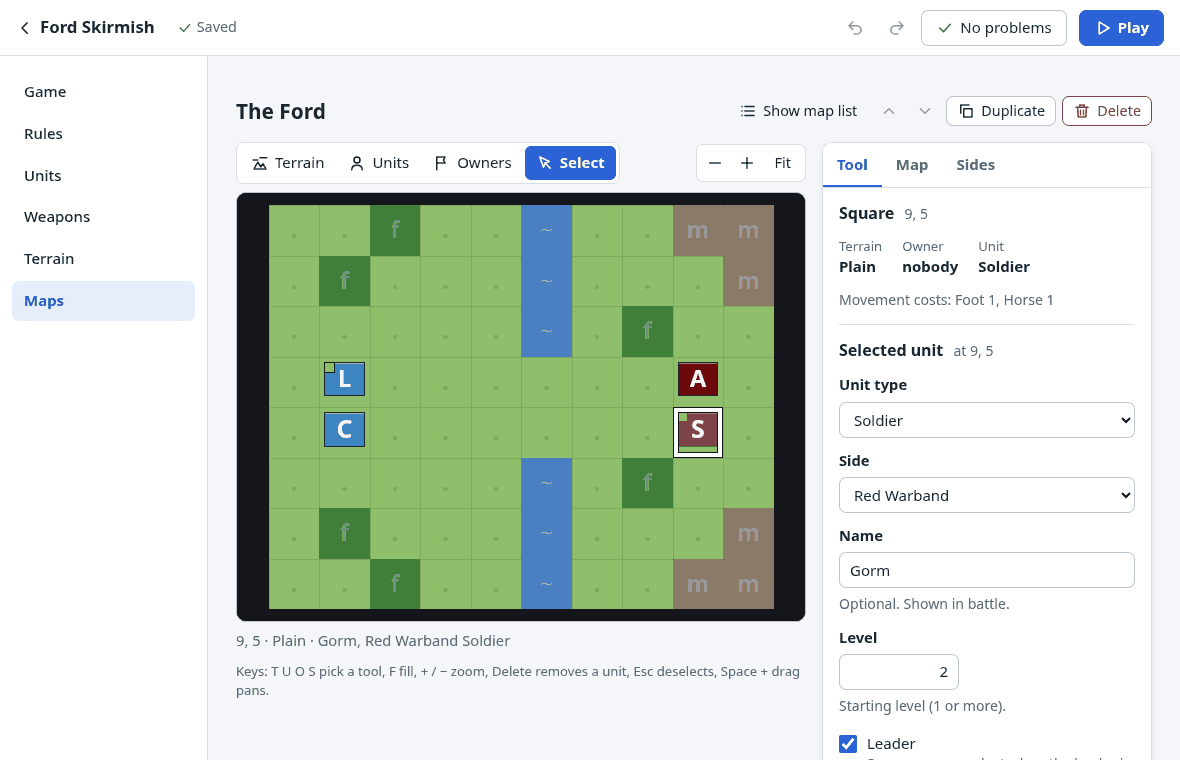 Ford Skirmish
Saved
No problems
Play
Game
Rules
Units
Weapons
Terrain
Maps
The Ford
Show map list
Duplicate
Delete
Terrain
Units
Owners
Select
Fit
. . f . . ~ . . m m
. f . . . ~ . . . m
. . . . . ~ . f . .
. L . . . . . . A .
. C . . . . . . S .
. . . . . ~ . f . .
. f . . . ~ . . . m
. . f . . ~ . . m m
9, 5 · Plain · Gorm, Red Warband Soldier
Keys: T U O S pick a tool, F fill, + / − zoom, Delete removes a unit, Esc deselects, Space + drag
pans.
Tool Map Sides
Square 9, 5
Terrain Owner Unit
Plain nobody Soldier
Movement costs: Foot 1, Horse 1
Selected unit at 9, 5
Unit type
Soldier
Side
Red Warband
Name
Gorm
Optional. Shown in battle.
Level
2
Starting level (1 or more).
Leader